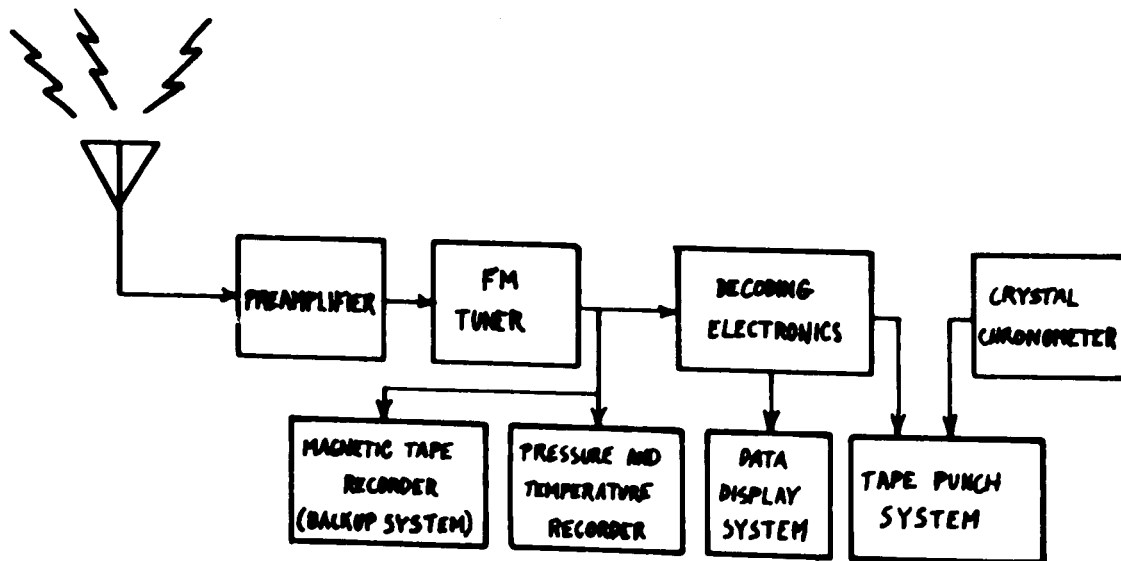 PREAMPLIFIER
FM
TUNER
DECODING
ELECTRONICS
CRYSTAL
CHRONOMETER
MAGNETIC TAPE
RECORDER
(BACKUP SYSTEM)
PRESSURE AND
TEMPERATURE
RECORDER
DATA
DISPLAY
SYSTEM
TAPE PUNCH
SYSTEM